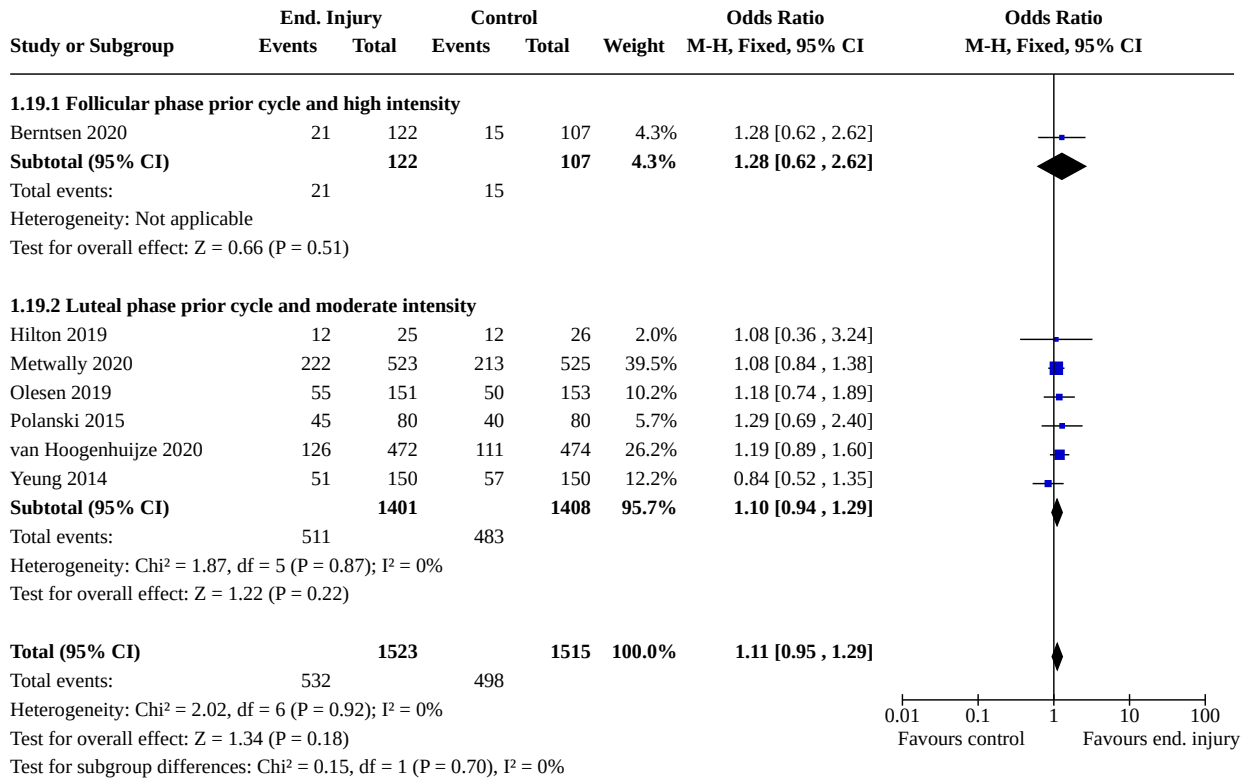 End. Injury Control Odds Ratio Odds Ratio
Study or Subgroup Events Total Events Total Weight M-H, Fixed, 95% CI M-H, Fixed, 95% CI
1.19.1 Follicular phase prior cycle and high intensity
Berntsen 2020 21 122 15 107 4.3% 1.28 [0.62 , 2.62]
Subtotal (95% CI) 122 107 4.3% 1.28 [0.62 , 2.62]
Total events: 21 15
Heterogeneity: Not applicable
Test for overall effect: Z = 0.66 (P = 0.51)
1.19.2 Luteal phase prior cycle and moderate intensity
Hilton 2019 12 25 12 26 2.0% 1.08 [0.36 , 3.24]
Metwally 2020 222 523 213 525 39.5% 1.08 [0.84 , 1.38]
Olesen 2019 55 151 50 153 10.2% 1.18 [0.74 , 1.89]
Polanski 2015 45 80 40 80 5.7% 1.29 [0.69 , 2.40]
van Hoogenhuijze 2020 126 472 111 474 26.2% 1.19 [0.89 , 1.60]
Yeung 2014 51 150 57 150 12.2% 0.84 [0.52 , 1.35]
Subtotal (95% CI) 1401 1408 95.7% 1.10 [0.94 , 1.29]
Total events: 511 483
Heterogeneity: Chi² = 1.87, df = 5 (P = 0.87); I² = 0%
Test for overall effect: Z = 1.22 (P = 0.22)
Total (95% CI) 1523 1515 100.0% 1.11 [0.95 , 1.29]
Total events: 532 498
Heterogeneity: Chi² = 2.02, df = 6 (P = 0.92); I² = 0%
Test for overall effect: Z = 1.34 (P = 0.18)
Test for subgroup differences: Chi² = 0.15, df = 1 (P = 0.70), I² = 0%
0.01 0.1 1 10 100
Favours control Favours end. injury